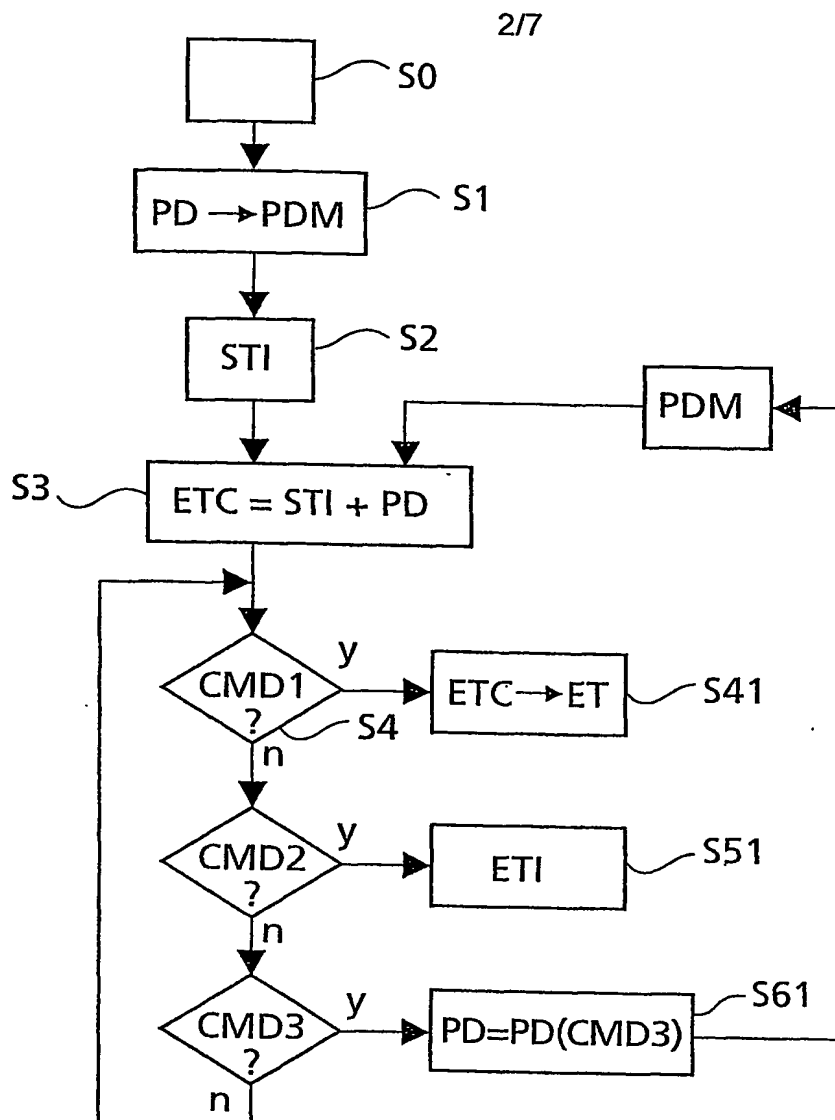 2/7
S0
PD → PDM
S1
STI
S2
PDM
S3
ETC = STI + PD
CMD1
?
y
S4
n
ETC → ET
S41
CMD2
?
y
n
ETI
S51
CMD3
?
y
n
PD=PD(CMD3)
S61